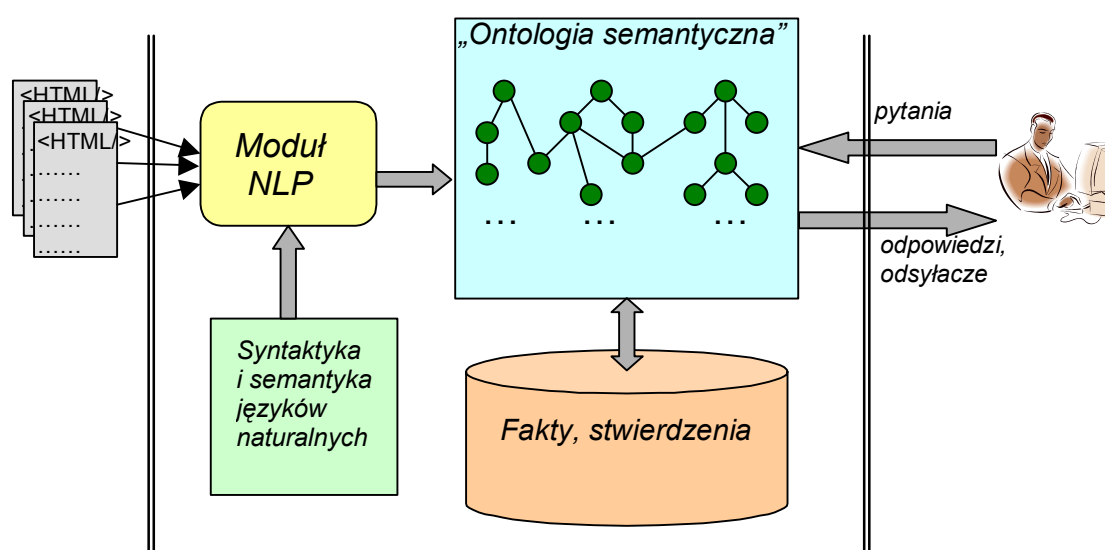 „Ontologia semantyczna”
<HTML/>
<HTML/>
<HTML/>
......
......
......
......
Moduł
NLP
pytania
... ... ...
odpowiedzi,
odsyłacze
Syntaktyka
i semantyka
języków
naturalnych
Fakty, stwierdzenia